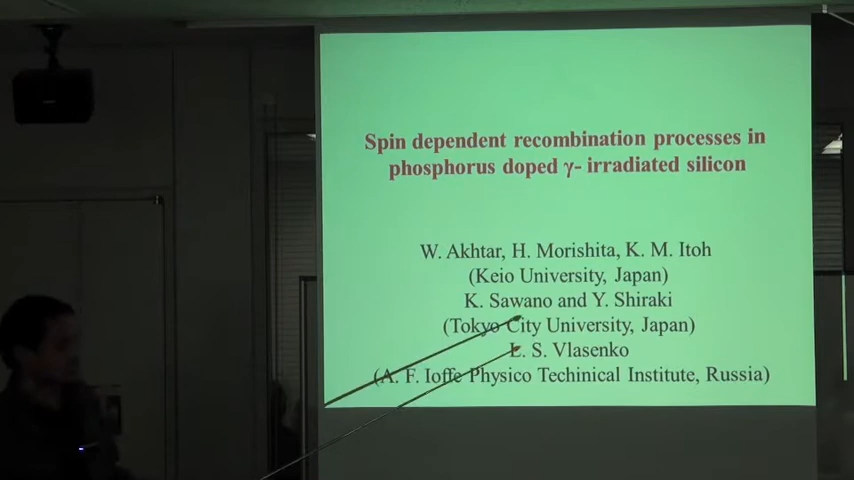 Spin dependent recombination processes in
phosphorus doped γ- irradiated silicon
W. Akhtar, H. Morishita, K. M. Itoh
(Keio University, Japan)
K. Sawano and Y. Shiraki
(Tokyo City University, Japan)
L. S. Vlasenko
(A. F. Ioffe Physico Techinical Institute, Russia)